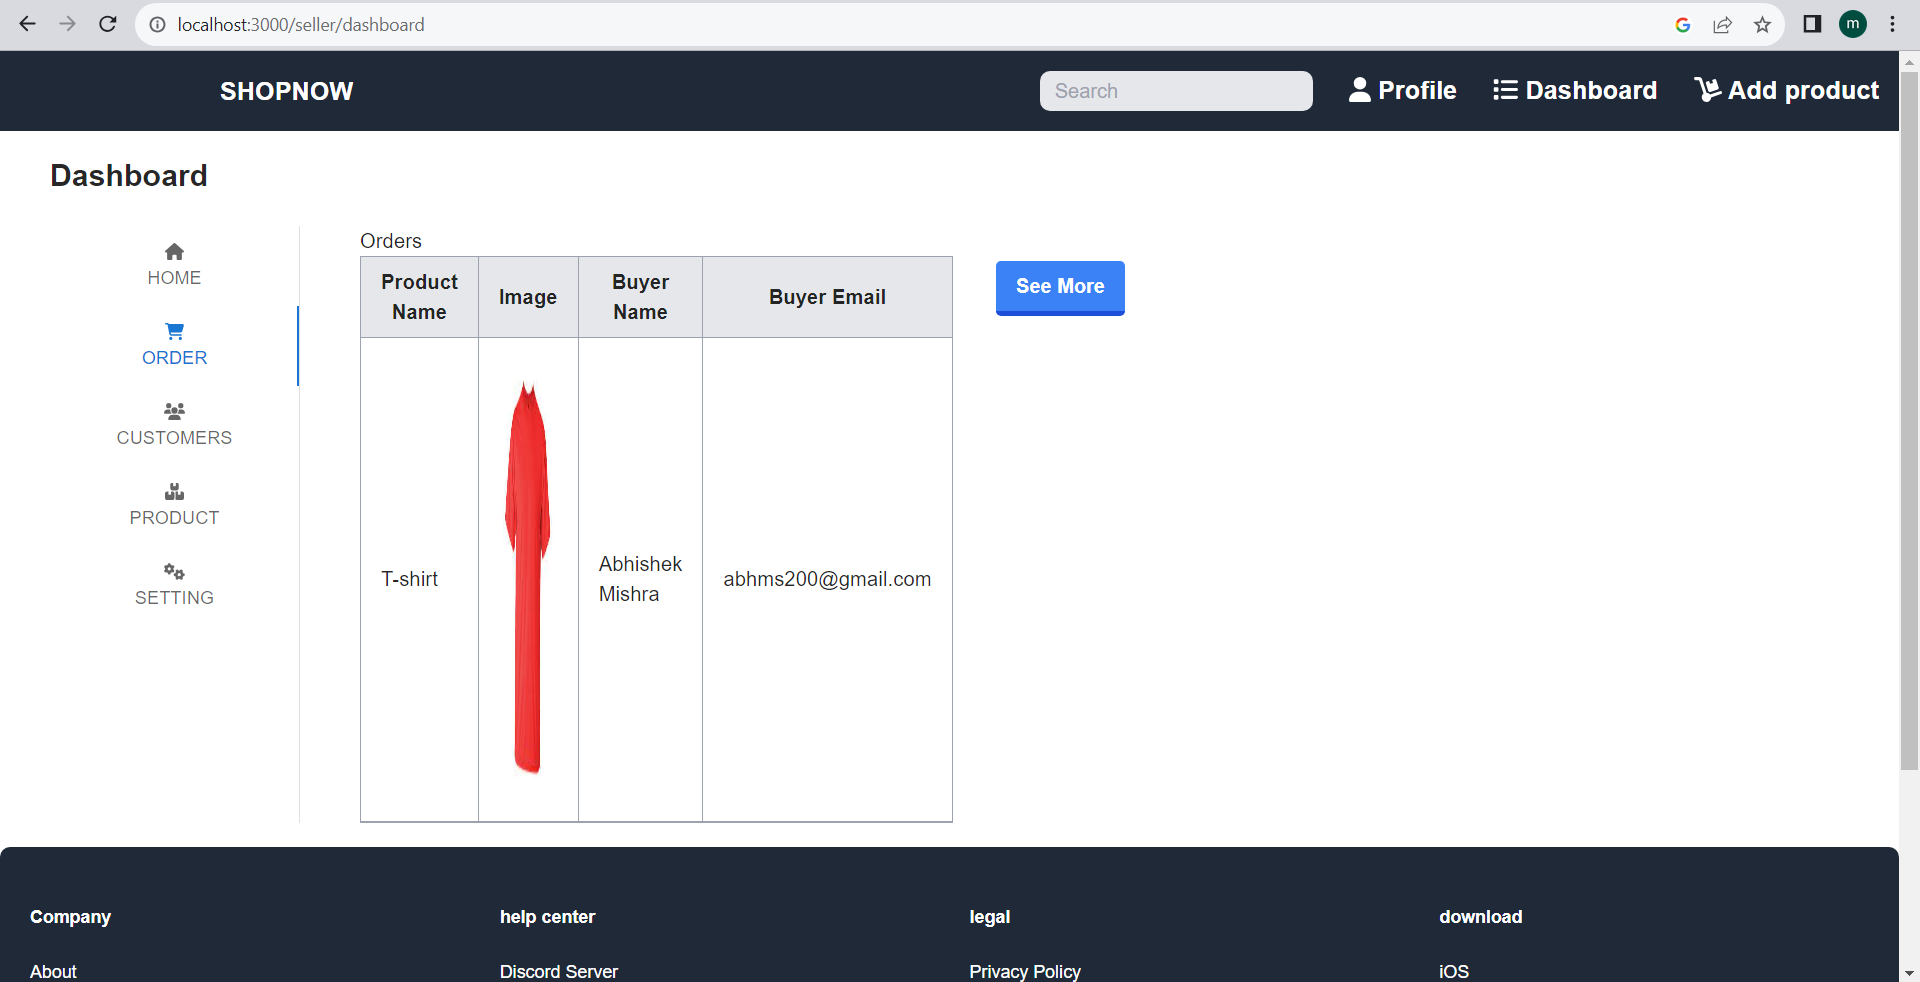 localhost:3000/seller/dashboard
m
SHOPNOW
Search
Profile
Dashboard
Add product
Dashboard
HOME
ORDER
CUSTOMERS
PRODUCT
SETTING
Orders
Product
Name
Image
Buyer
Name
Buyer Email
See More
T-shirt
Abhishek
Mishra
abhms200@gmail.com
Company
help center
legal
download
About
Discord Server
Privacy Policy
iOS